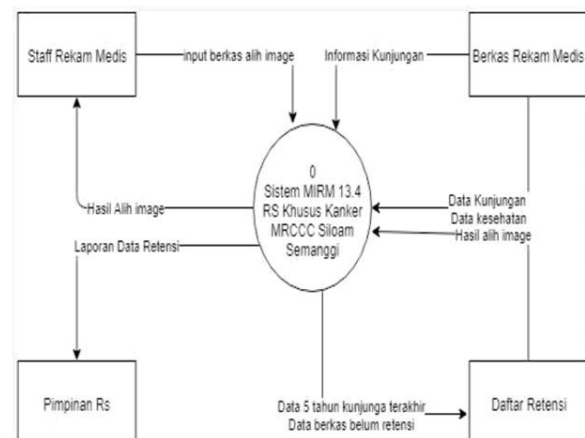 Staff Rekam Medis
input berkas alih image
Informasi Kunjungan
Berkas Rekam Medis
0
Sistem MIRM 13.4
RS Khusus Kanker
MRCCC Siloam
Semanggi
Hasil Alih image
Laporan Data Retensi
Data Kunjungan
Data kesehatan
Hasil alih image
Pimpinan Rs
Data 5 tahun kunjunga terakhir
Data berkas belum retensi
Daftar Retensi